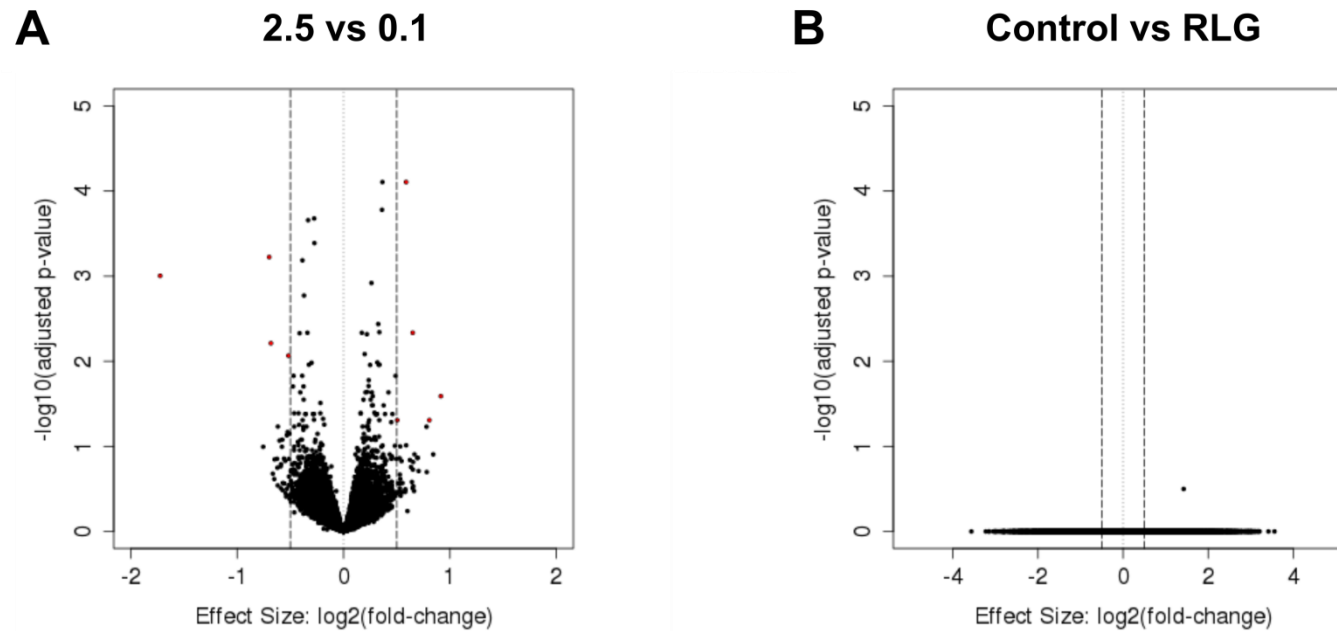 A
2.5 vs 0.1
B
Control vs RLG
-log10(adjusted p-value)
5
4
3
2
1
0
-2
-1
0
1
2
Effect Size: log2(fold-change)
-log10(adjusted p-value)
5
4
3
2
1
0
-4
-2
0
2
4
Effect Size: log2(fold-change)